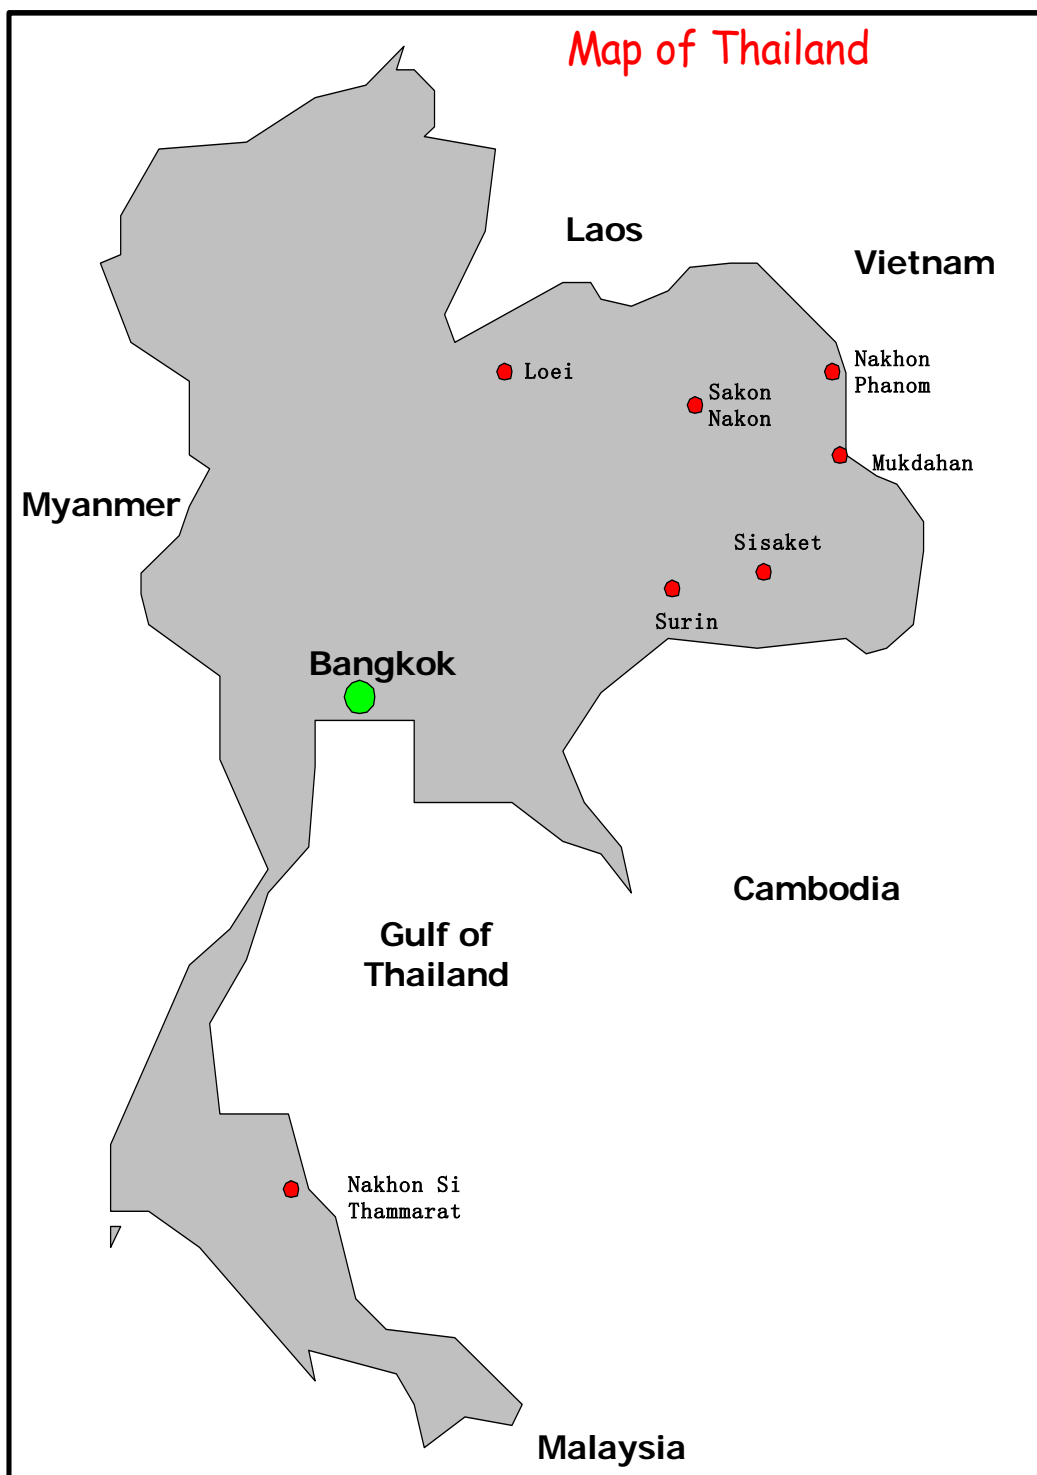 Map of Thailand
Laos
Vietnam
Nakhon
Phanom
Loei
Sakon
Nakon
Mukdahan
Myanmer
Sisaket
Surin
Bangkok
Cambodia
Gulf of
Thailand
Nakhon Si
Thammarat
Malaysia